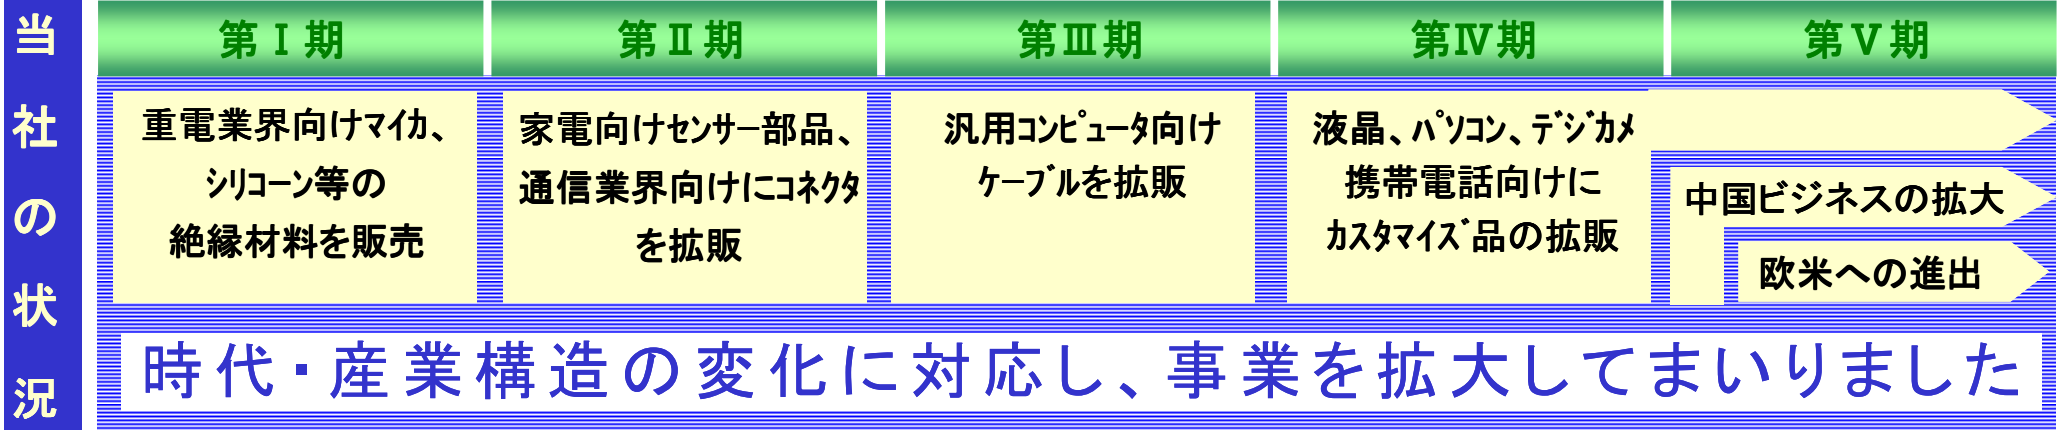 当社の状況
第Ⅰ期
第Ⅱ期
第Ⅲ期
第Ⅳ期
第Ⅴ期
重電業界向けﾏｲｶ、
ｼﾘｺｰﾝ等の
絶縁材料を販売
家電向けｾﾝｻｰ部品、
通信業界向けにｺﾈｸﾀ
を拡販
汎用ｺﾝﾋﾟｭｰﾀ向け
ｹｰﾌﾞﾙを拡販
液晶、ﾊﾟｿｺﾝ、ﾃﾞｼﾞｶﾒ
携帯電話向けに
ｶｽﾀﾏｲｽﾞ品の拡販
中国ビジネスの拡大
欧米への進出
時代・産業構造の変化に対応し、事業を拡大してまいりました